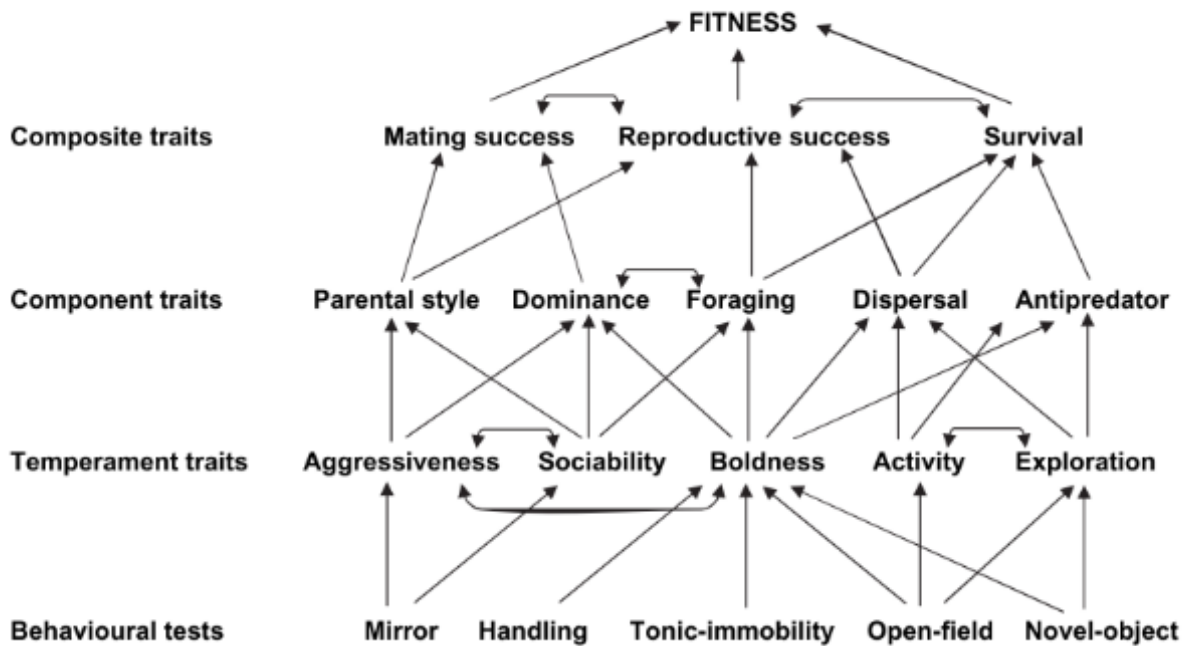 FITNESS
Composite traits Mating success Reproductive success Survival
Component traits Parental style Dominance Foraging Dispersal Antipredator
Temperament traits Aggressiveness Sociability Boldness Activity Exploration
Behavioural tests Mirror Handling Tonic-immobility Open-field Novel-object